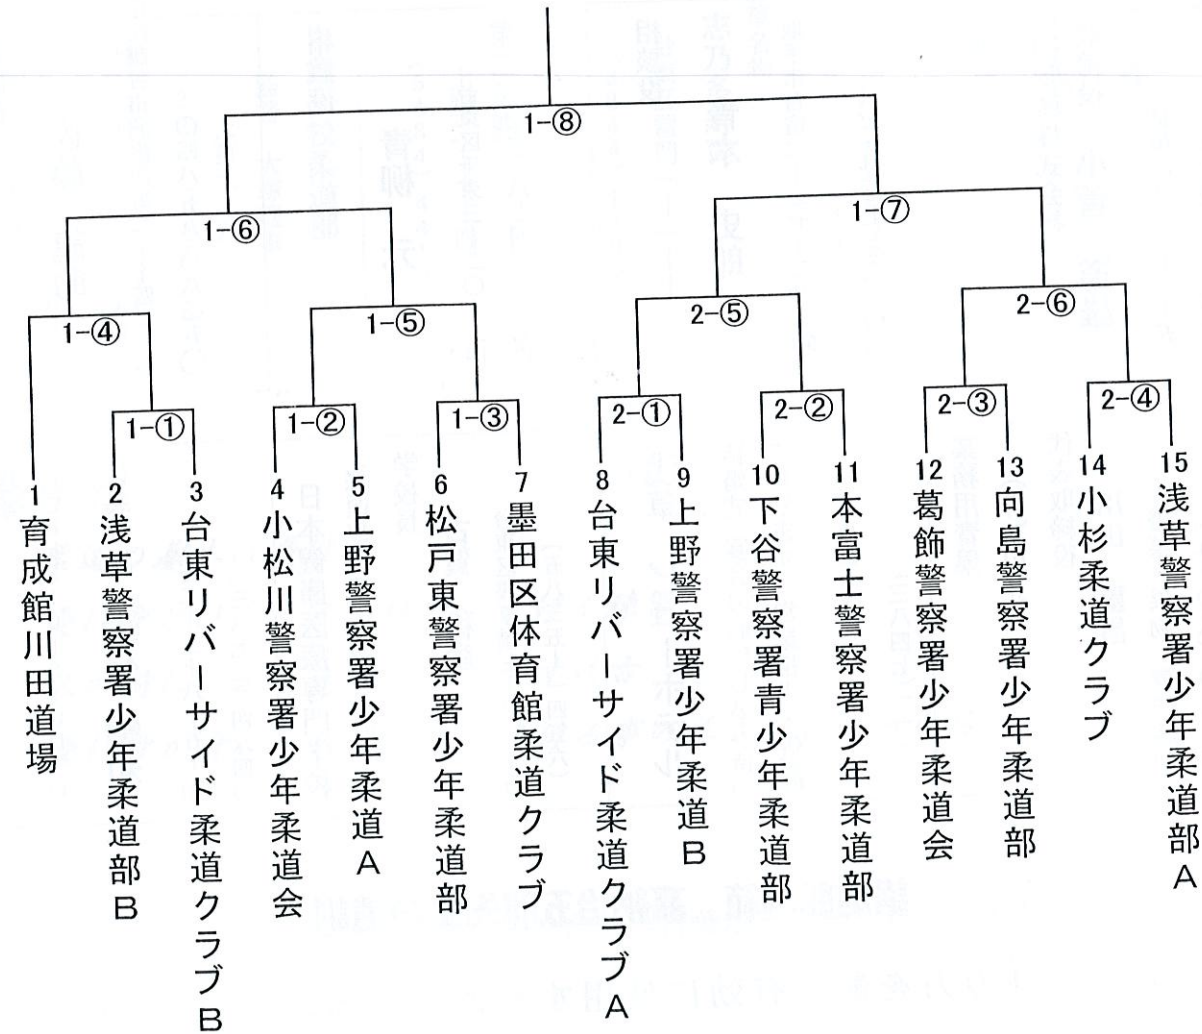 1-⑧
1-⑥
1-⑦
1-④
1-⑤
2-⑤
2-⑥
1-①
1-②
1-③
2-①
2-②
2-③
2-④
1 育成館川田道場
2 浅草警察署少年柔道部B
3 台東リバーサイド柔道クラブB
4 小松川警察署少年柔道会
5 上野警察署少年柔道A
6 松戸東警察署少年柔道部
7 墨田区体育館柔道クラブ
8 台東リバーサイド柔道クラブA
9 上野警察署少年柔道B
10 下谷警察署青少年柔道部
11 本富士警察署少年柔道部
12 葛飾警察署少年柔道会
13 向島警察署少年柔道部
14 小杉柔道クラブ
15 浅草警察署少年柔道部A